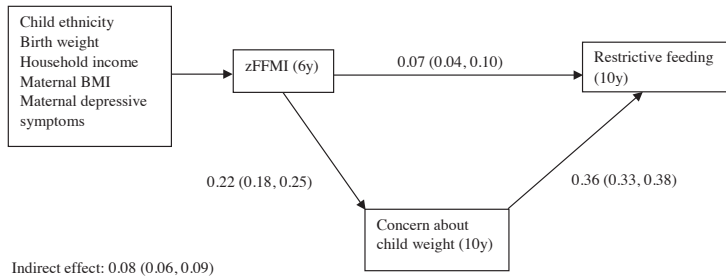 Child ethnicity
Birth weight
Household income
Maternal BMI
Maternal depressive
symptoms
zFFMI (6y)
0.07 (0.04, 0.10)
Restrictive feeding
(10y)
0.22 (0.18, 0.25)
0.36 (0.33, 0.38)
Concern about
child weight (10y)
Indirect effect: 0.08 (0.06, 0.09)